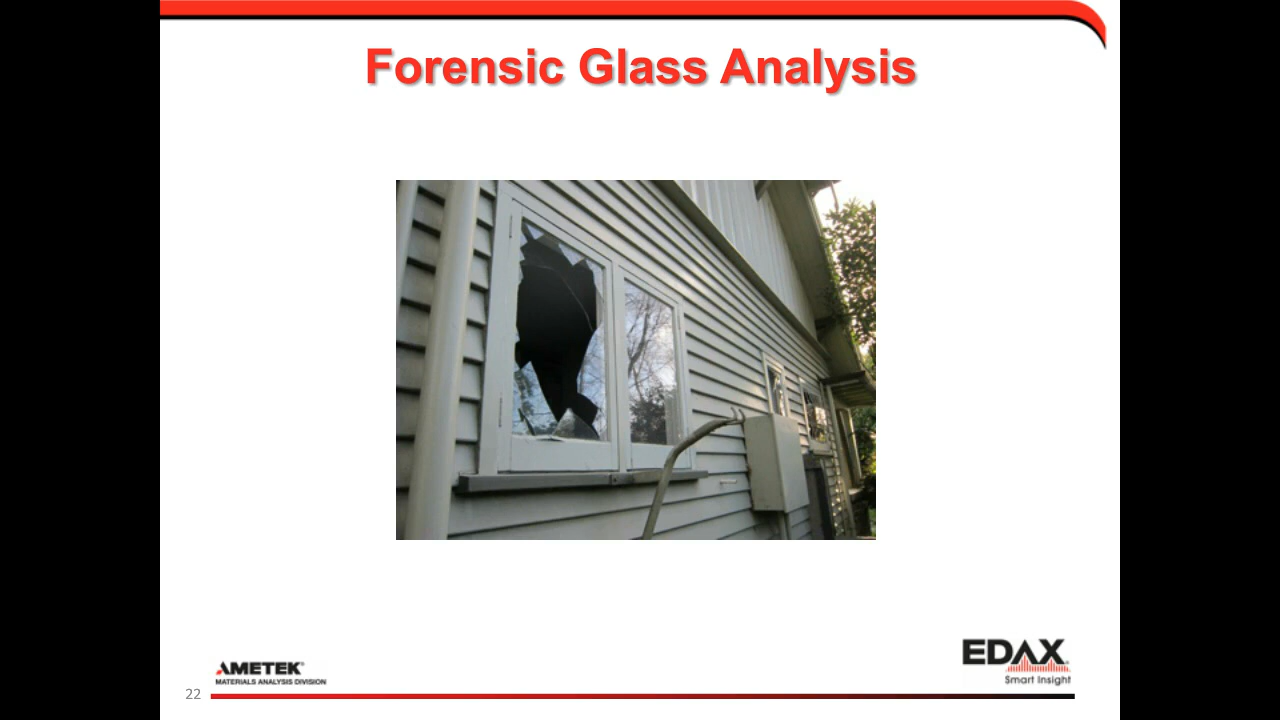 Forensic Glass Analysis
AMETEK®
MATERIALS ANALYSIS DIVISION
EDAX
Smart Insight
22